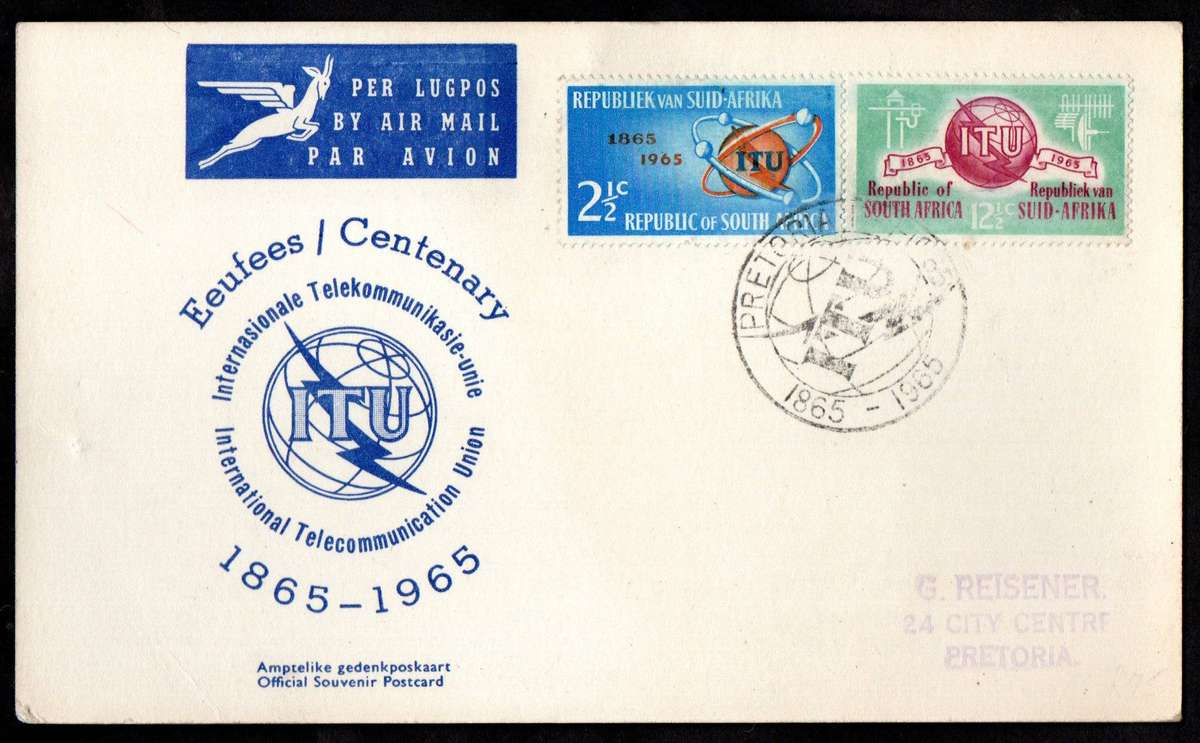 PER LUGPOS
BY AIR MAIL
PAR AVION
REPUBLIEK VAN SUID-AFRIKA
1865
1965
ITU
2½c
REPUBLIC OF SOUTH AFRICA
ITU
1865
1965
Republic of
SOUTH AFRICA
12½c
Republiek van
SUID-AFRIKA
PRETORIA
1865 - 1965
Eeufees / Centenary
Internasionale Telekommunikasie-unie
ITU
International Telecommunication Union
1865-1965
Amptelike gedenkposkaart
Official Souvenir Postcard
G. REISENER.
24 CITY CENTRE
PRETORIA.